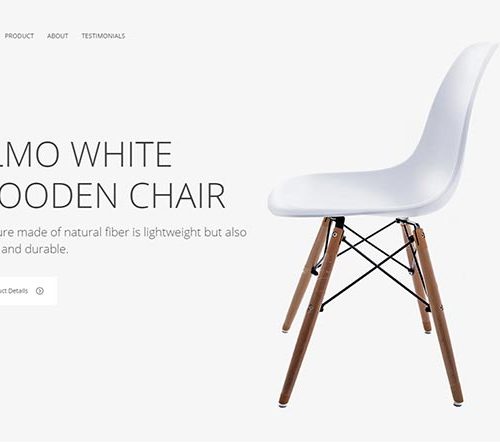 PRODUCT ABOUT TESTIMONIALS
LMO WHITE
OODEN CHAIR
ure made of natural fiber is lightweight but also
and durable.
uct Details